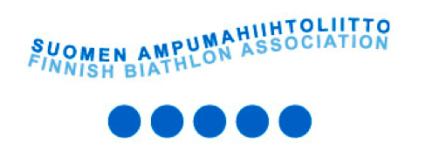 SUOMEN AMPUMAHIIHTOLIITTO
FINNISH BIATHLON ASSOCIATION